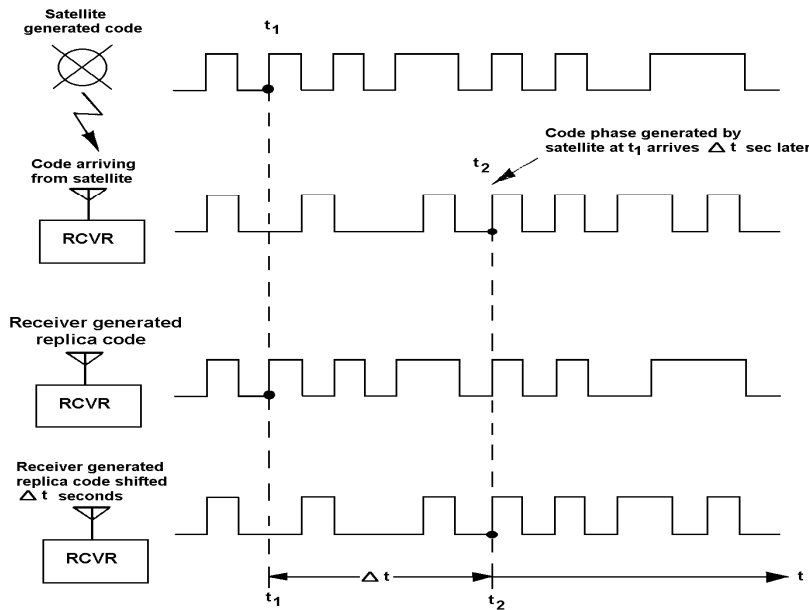 Satellite
generated code
t1
Code phase generated by
satellite at t1 arrives Δ t sec later
t2
Code arriving
from satellite
RCVR
Receiver generated
replica code
RCVR
Receiver generated
replica code shifted
Δ t seconds
RCVR
Δ t
t
t1
t2